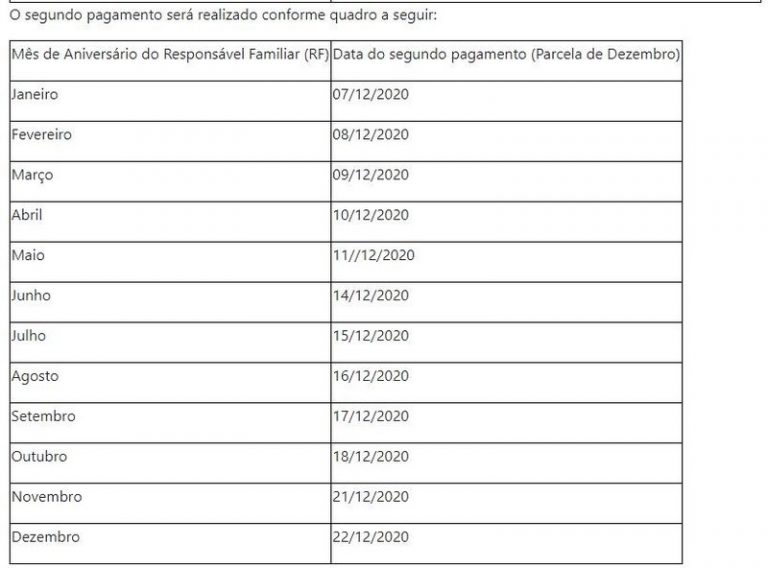 O segundo pagamento será realizado conforme quadro a seguir:
Mês de Aniversário do Responsável Familiar (RF) Data do segundo pagamento (Parcela de Dezembro)
Janeiro 07/12/2020
Fevereiro 08/12/2020
Março 09/12/2020
Abril 10/12/2020
Maio 11//12/2020
Junho 14/12/2020
Julho 15/12/2020
Agosto 16/12/2020
Setembro 17/12/2020
Outubro 18/12/2020
Novembro 21/12/2020
Dezembro 22/12/2020